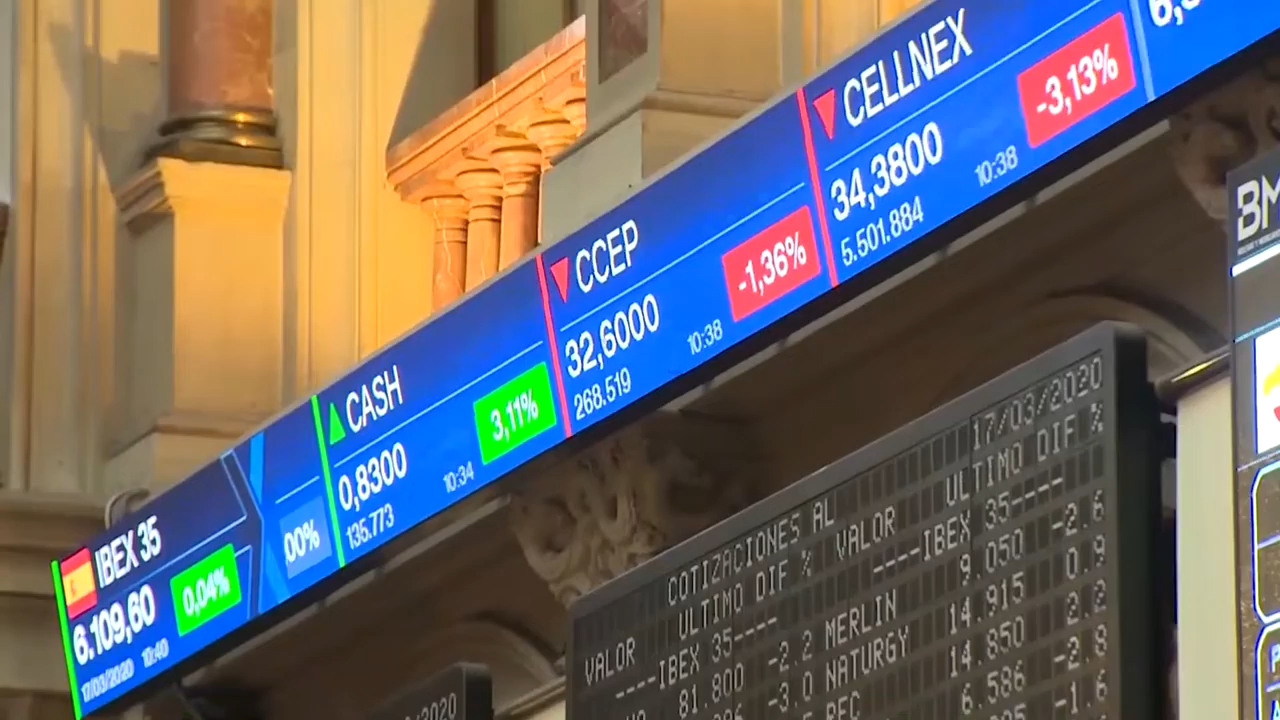 IBEX 35
6.109,60
0,04%
17/03/2020 10:40
00%
CASH
0,8300
3,11%
135.773
10:34
CCEP
32,6000
-1,36%
268.519
10:38
CELLNEX
34,3800
-3,13%
5.501.884
10:38
BM
COTIZACIONES AL 17/03/2020
VALOR ULTIMO DIF % VALOR ULTIMO DIF %
----IBEX 35---- ----IBEX 35----
81.800 -2.2 MERLIN 9.050 -2.6
-3.0 NATURGY 14.915 0.9
REC 14.850 2.2
6.586 -2.8
-1.6